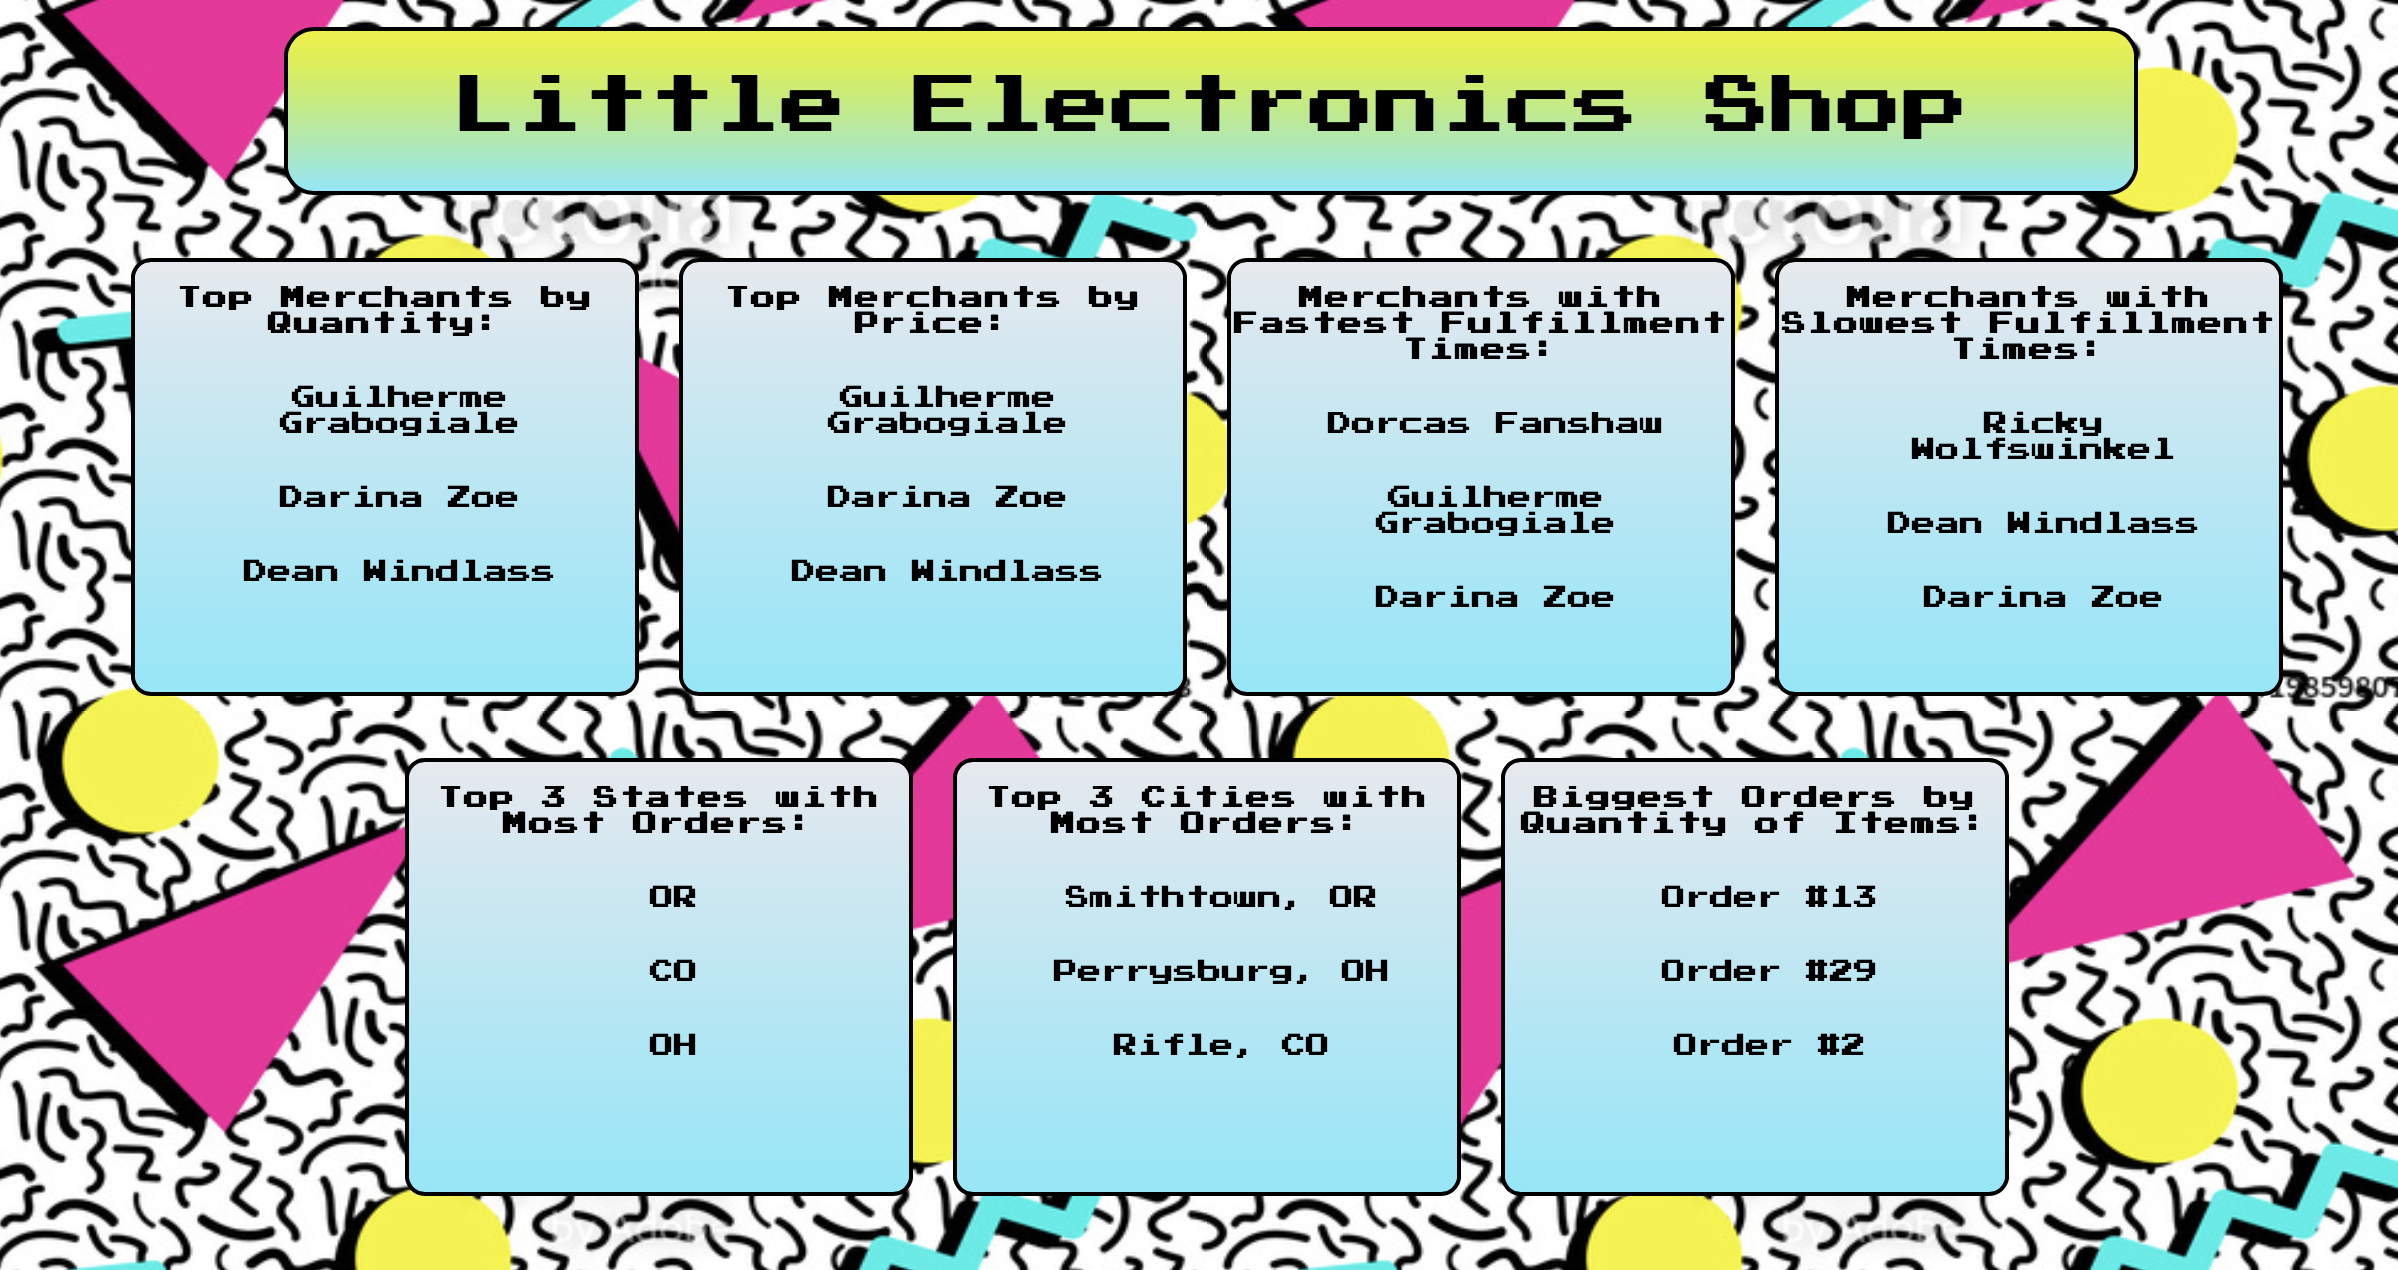 Little Electronics Shop
Top Merchants by
Quantity:
Guilherme
Grabogiale
Darina Zoe
Dean Windlass
Top Merchants by
Price:
Guilherme
Grabogiale
Darina Zoe
Dean Windlass
Merchants with
Fastest Fulfillment
Times:
Dorcas Fanshaw
Guilherme
Grabogiale
Darina Zoe
Merchants with
Slowest Fulfillment
Times:
Ricky
Wolfswinkel
Dean Windlass
Darina Zoe
Top 3 States with
Most Orders:
OR
CO
OH
Top 3 Cities with
Most Orders:
Smithtown, OR
Perrysburg, OH
Rifle, CO
Biggest Orders by
Quantity of Items:
Order #13
Order #29
Order #2